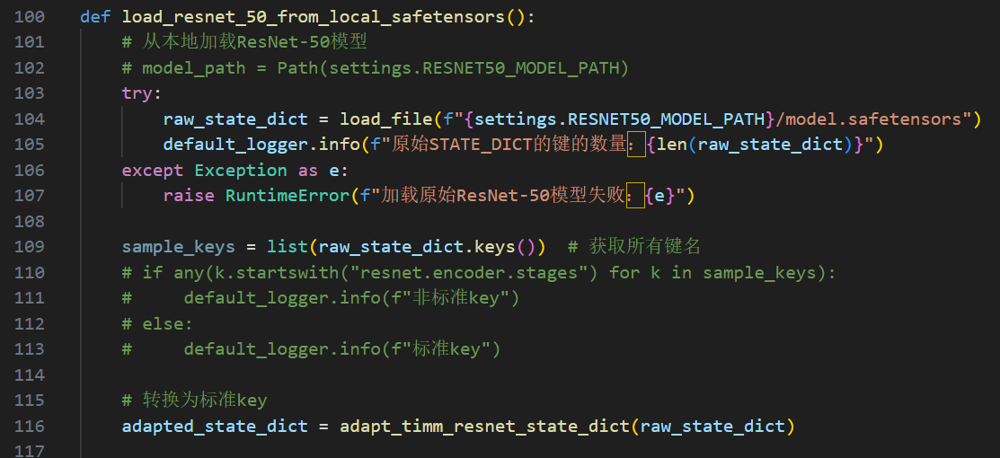 100 def load_resnet_50_from_local_safetensors():
101     # 从本地加载ResNet-50模型
102     # model_path = Path(settings.RESNET50_MODEL_PATH)
103     try:
104         raw_state_dict = load_file(f"{settings.RESNET50_MODEL_PATH}/model.safetensors")
105         default_logger.info(f"原始STATE_DICT的键的数量：{len(raw_state_dict)}")
106     except Exception as e:
107         raise RuntimeError(f"加载原始ResNet-50模型失败：{e}")
108
109     sample_keys = list(raw_state_dict.keys())  # 获取所有键名
110     # if any(k.startswith("resnet.encoder.stages") for k in sample_keys):
111     #     default_logger.info(f"非标准key")
112     # else:
113     #     default_logger.info(f"标准key")
114
115     # 转换为标准key
116     adapted_state_dict = adapt_timm_resnet_state_dict(raw_state_dict)
117